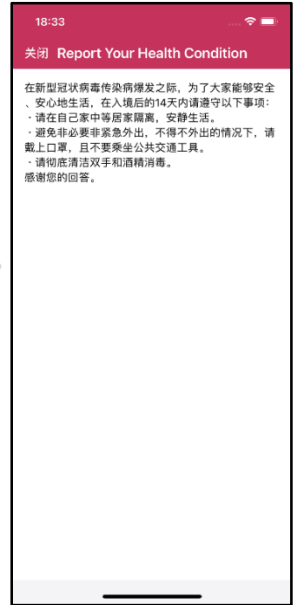 18:33
关闭 Report Your Health Condition
在新型冠状病毒传染病爆发之际，为了大家能够安全
、安心地生活，在入境后的14天内请遵守以下事项：
・请在自己家中等居家隔离，安静生活。
・避免非必要非紧急外出，不得不外出的情况下，请
戴上口罩，且不要乘坐公共交通工具。
・请彻底清洁双手和酒精消毒。
感谢您的回答。